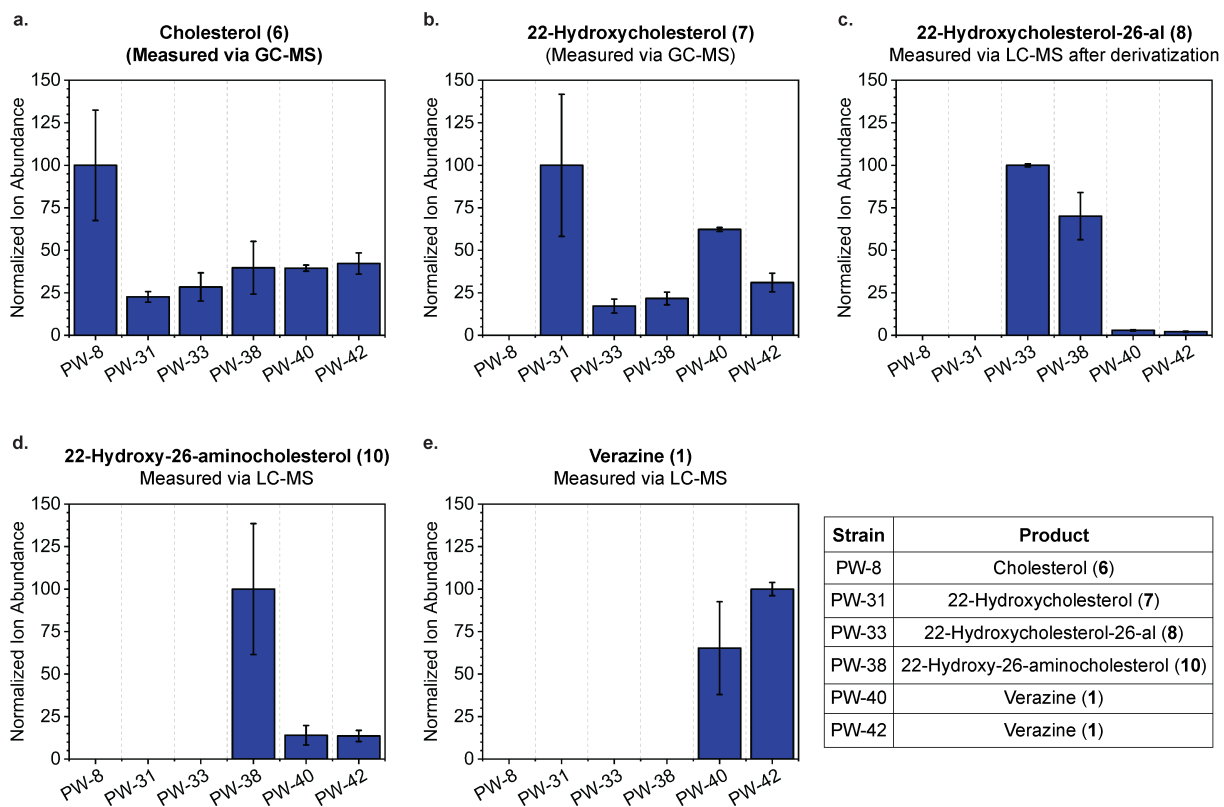 a.
Cholesterol (6)
(Measured via GC-MS)
Normalized Ion Abundance
150
125
100
75
50
25
0
PW-8
PW-31
PW-33
PW-38
PW-40
PW-42
b.
22-Hydroxycholesterol (7)
(Measured via GC-MS)
Normalized Ion Abundance
150
125
100
75
50
25
0
PW-8
PW-31
PW-33
PW-38
PW-40
PW-42
c.
22-Hydroxycholesterol-26-al (8)
Measured via LC-MS after derivatization
Normalized Ion Abundance
150
125
100
75
50
25
0
PW-8
PW-31
PW-33
PW-38
PW-40
PW-42
d.
22-Hydroxy-26-aminocholesterol (10)
Measured via LC-MS
Normalized Ion Abundance
150
125
100
75
50
25
0
PW-8
PW-31
PW-33
PW-38
PW-40
PW-42
e.
Verazine (1)
Measured via LC-MS
Normalized Ion Abundance
150
125
100
75
50
25
0
PW-8
PW-31
PW-33
PW-38
PW-40
PW-42
Strain Product
PW-8 Cholesterol (6)
PW-31 22-Hydroxycholesterol (7)
PW-33 22-Hydroxycholesterol-26-al (8)
PW-38 22-Hydroxy-26-aminocholesterol (10)
PW-40 Verazine (1)
PW-42 Verazine (1)